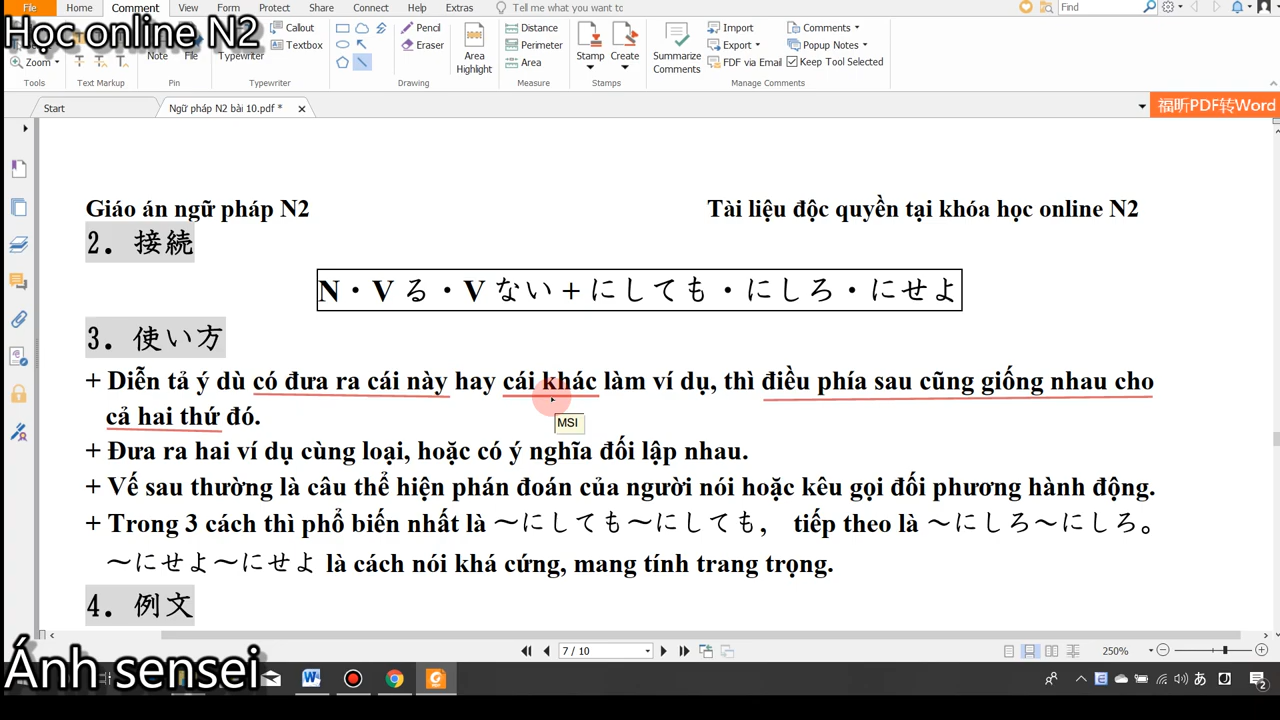 File Home Comment View Form Protect Share Connect Help Extras Tell me what you want tc Find
Học online N2
Callout Pencil Distance Import Comments
Textbox Eraser Perimeter Export Popup Notes
Zoom Note File Typewriter Area Highlight Area Stamp Create Summarize Comments FDF via Email Keep Tool Selected
Tools Text Markup Pin Typewriter Drawing Measure Stamps Manage Comments
Start Ngữ pháp N2 bài 10.pdf * 福昕PDF转Word
Giáo án ngữ pháp N2 Tài liệu độc quyền tại khóa học online N2
2. 接続
N・Vる・Vない+にしても・にしろ・にせよ
3. 使い方
+ Diễn tả ý dù có đưa ra cái này hay cái khác làm ví dụ, thì điều phía sau cũng giống nhau cho
cả hai thứ đó.
MSI
+ Đưa ra hai ví dụ cùng loại, hoặc có ý nghĩa đối lập nhau.
+ Vế sau thường là câu thể hiện phán đoán của người nói hoặc kêu gọi đối phương hành động.
+ Trong 3 cách thì phổ biến nhất là ～にしても～にしても, tiếp theo là ～にしろ～にしろ。
～にせよ～にせよ là cách nói khá cứng, mang tính trang trọng.
4. 例文
7 / 10 250%
Ánh sensei
あ 2